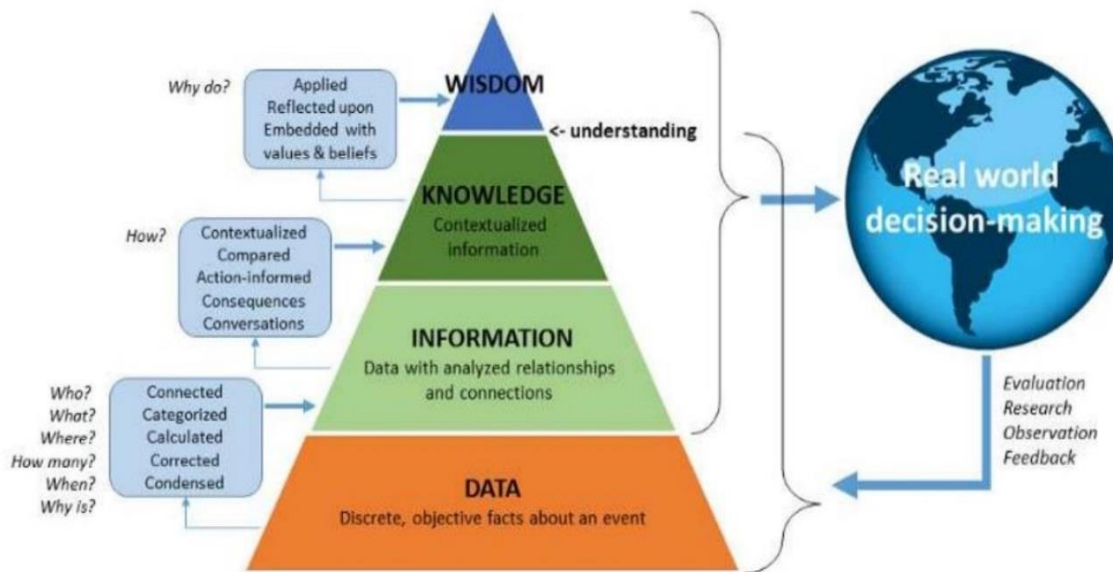 WISDOM
Why do?
Applied
Reflected upon
Embedded with
values & beliefs
<- understanding
KNOWLEDGE
Contextualized
information
How?
Contextualized
Compared
Action-informed
Consequences
Conversations
INFORMATION
Data with analyzed relationships
and connections
Who?
What?
Where?
How many?
When?
Why is?
Connected
Categorized
Calculated
Corrected
Condensed
DATA
Discrete, objective facts about an event
Real world
decision-making
Evaluation
Research
Observation
Feedback